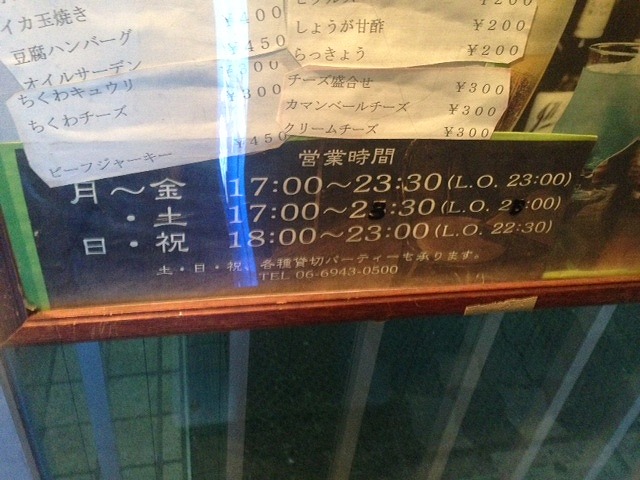 イカ玉焼き ¥400
豆腐ハンバーグ
¥450
オイルサーデン
ちくわキュウリ ¥300
ちくわチーズ
¥450
ビーフジャーキー
¥200
しょうが甘酢 ¥200
らっきょう ¥200
チーズ盛合せ ¥300
カマンベールチーズ ¥300
クリームチーズ ¥300
営業時間
月～金 17:00～23:30 (L.O. 23:00)
・土 17:00～23:30 (L.O. 23:00)
日・祝 18:00～23:00 (L.O. 22:30)
土・日・祝、各種貸切パーティーも承ります。
TEL 06-6943-0500